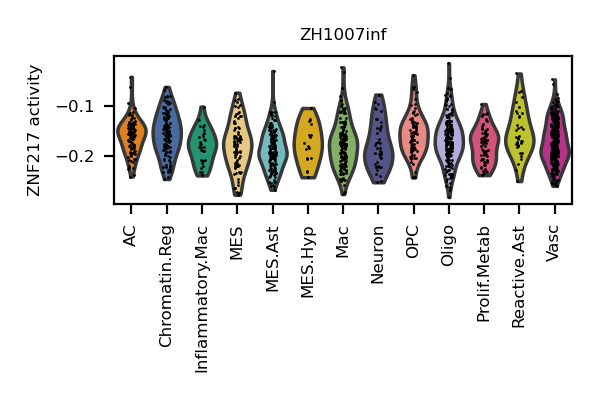 ZH1007inf
ZNF217 activity
−0.1
−0.2
AC
Chromatin.Reg
Inflammatory.Mac
MES
MES.Ast
MES.Hyp
Mac
Neuron
OPC
Oligo
Prolif.Metab
Reactive.Ast
Vasc